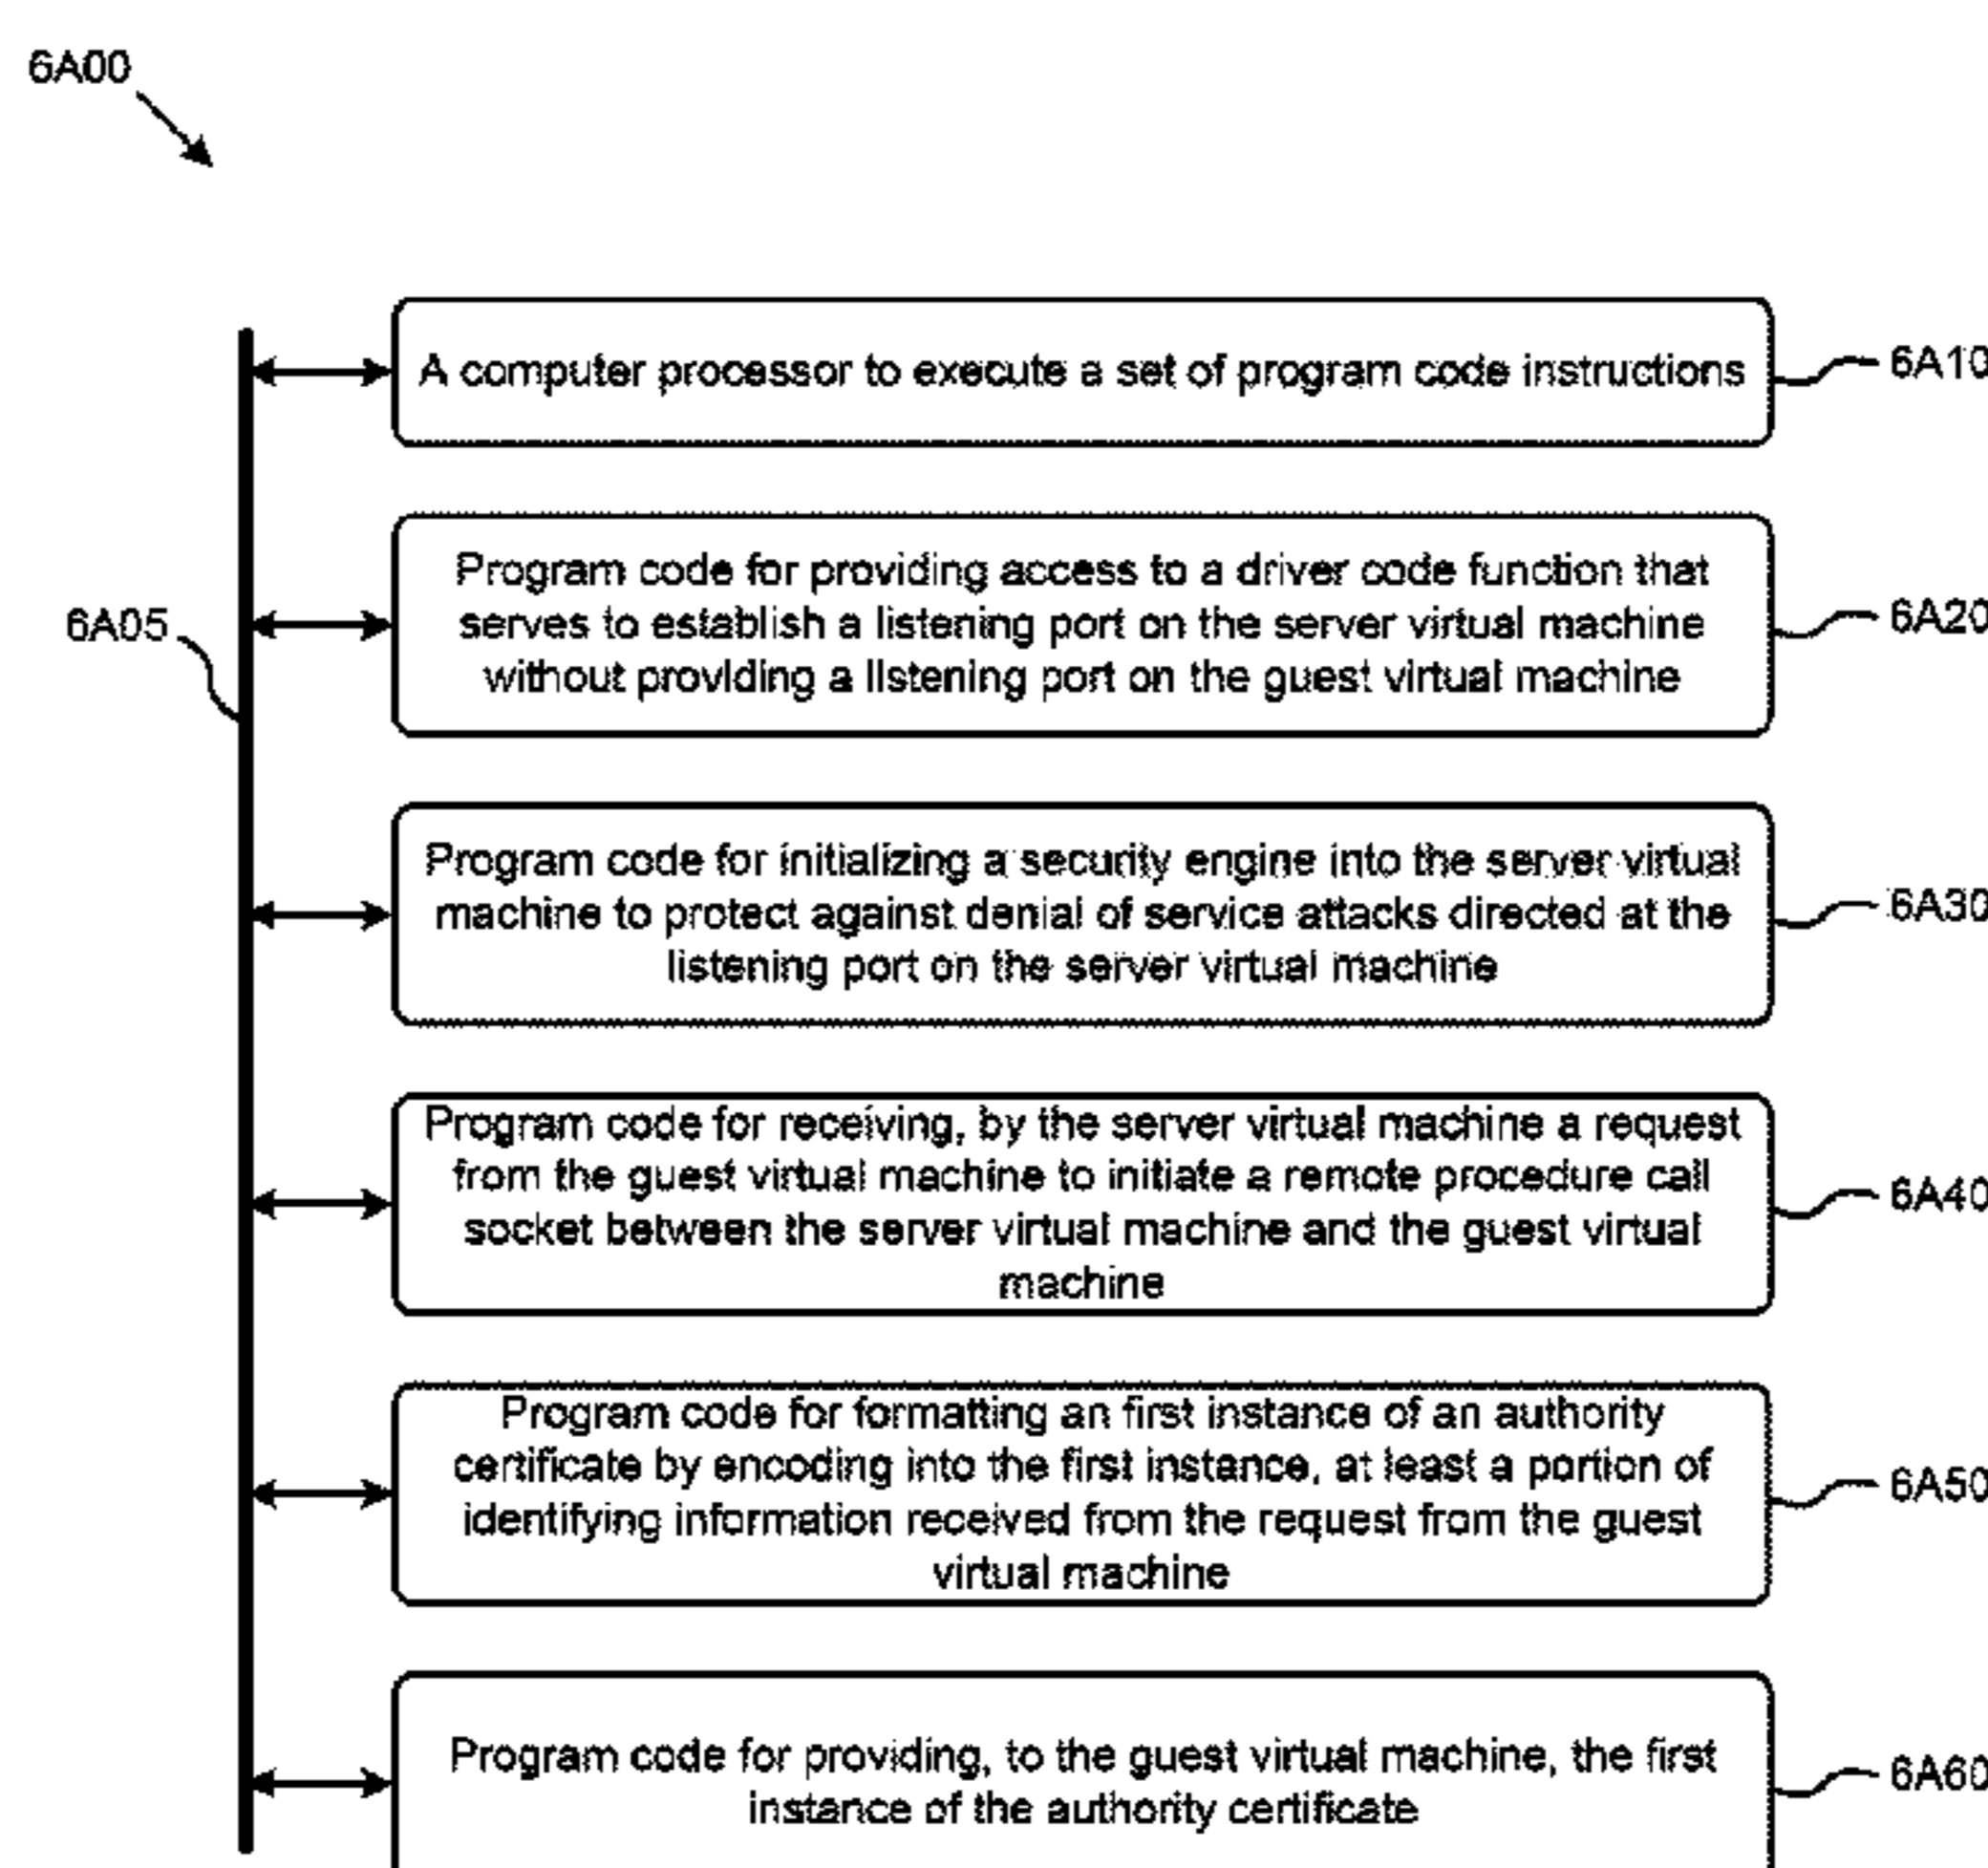 6A00
A computer processor to execute a set of program code instructions
6A10
Program code for providing access to a driver code function that
serves to establish a listening port on the server virtual machine
without providing a listening port on the guest virtual machine
6A20
6A05
Program code for initializing a security engine into the server virtual
machine to protect against denial of service attacks directed at the
listening port on the server virtual machine
6A30
Program code for receiving, by the server virtual machine a request
from the guest virtual machine to initiate a remote procedure call
socket between the server virtual machine and the guest virtual
machine
6A40
Program code for formatting an first instance of an authority
certificate by encoding into the first instance, at least a portion of
identifying information received from the request from the guest
virtual machine
6A50
Program code for providing, to the guest virtual machine, the first
instance of the authority certificate
6A60